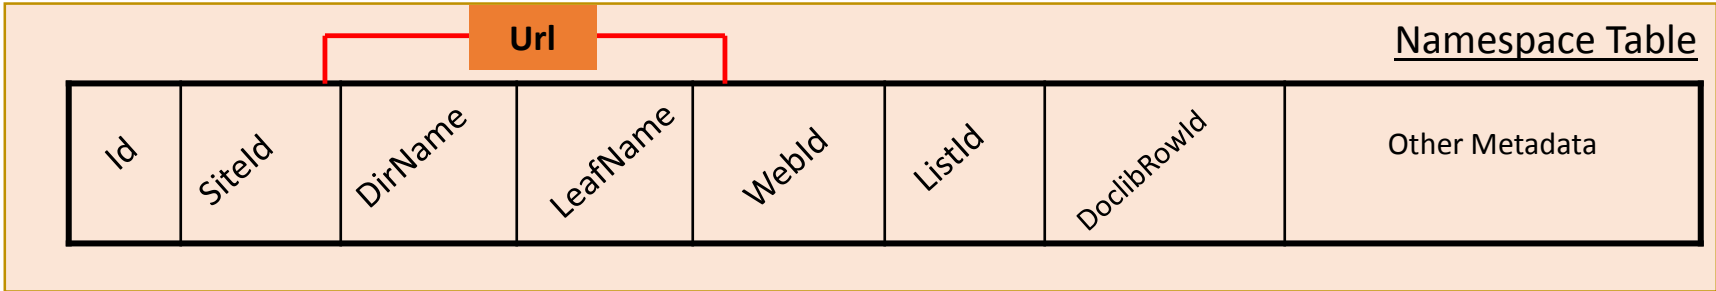 Url
Namespace Table
Id
SiteId
DirName
LeafName
WebId
ListId
DoclibRowId
Other Metadata